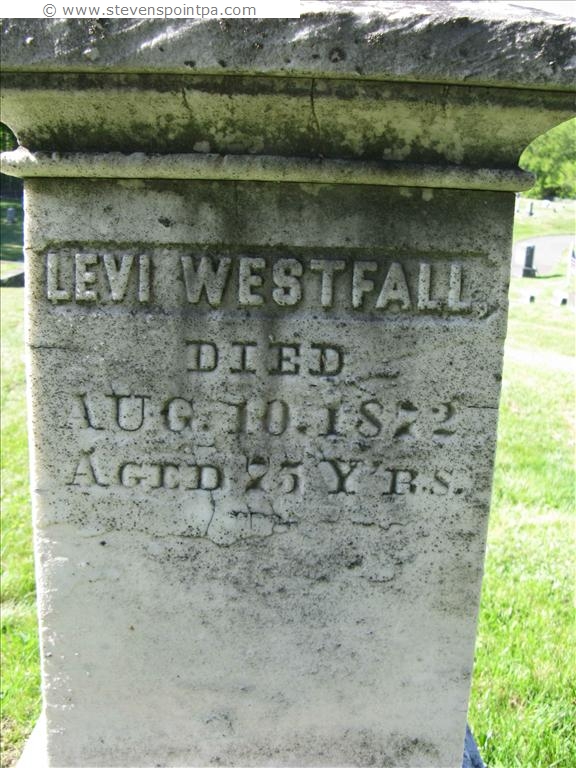 © www.stevenspointpa.com
LEVI WESTFALL,
DIED
AUG. 10. 1872
AGED 75 Y'RS.